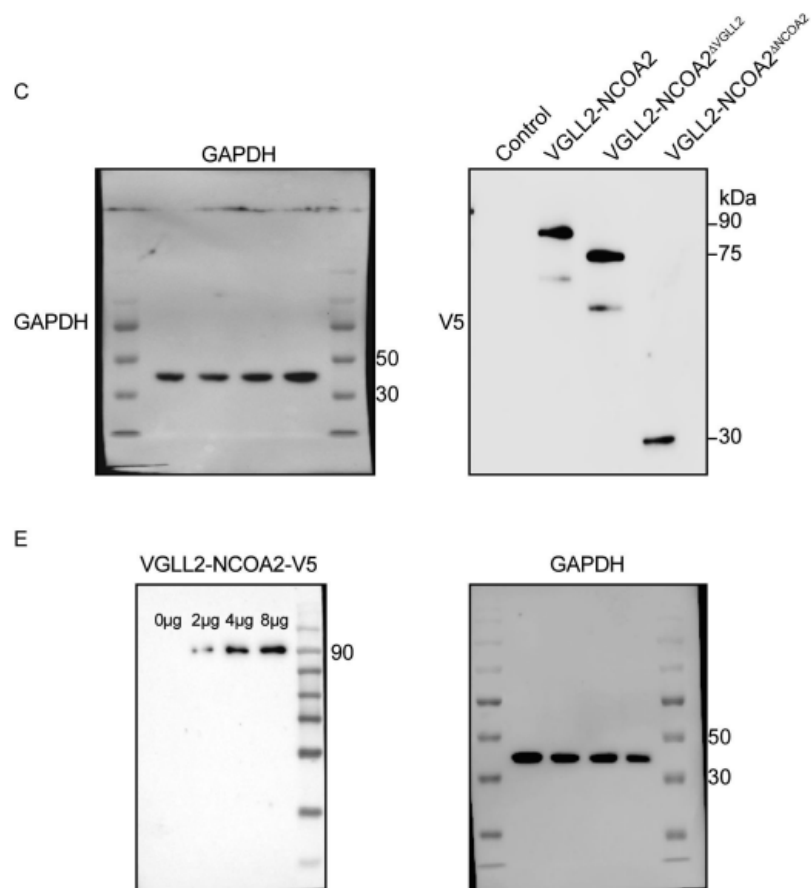 C
GAPDH
GAPDH
50
30
Control
VGLL2-NCOA2
VGLL2-NCOA2ΔVGLL2
VGLL2-NCOA2ΔNCOA2
kDa
90
75
V5
30
E
VGLL2-NCOA2-V5
0µg 2µg 4µg 8µg
90
GAPDH
50
30